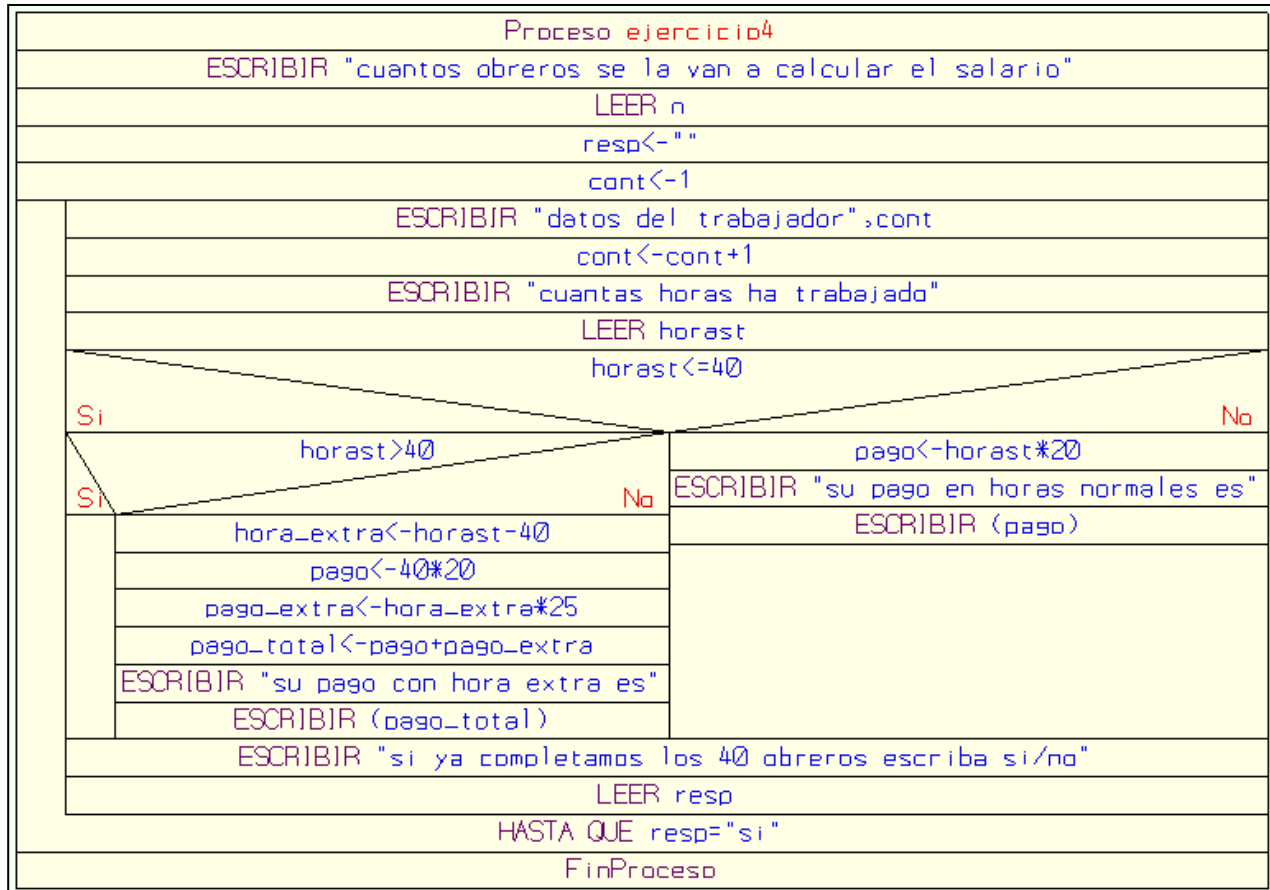 Proceso ejercicio4
ESCRIBIR "cuantos obreros se la van a calcular el salario"
LEER n
resp<-""
cont<-1
ESCRIBIR "datos del trabajador",cont
cont<-cont+1
ESCRIBIR "cuantas horas ha trabajado"
LEER horast
horast<=40
Si
No
horast>40
Si
No
hora_extra<-horast-40
pago<-40*20
pago_extra<-hora_extra*25
pago_total<-pago+pago_extra
ESCRIBIR "su pago con hora extra es"
ESCRIBIR (pago_total)
pago<-horast*20
ESCRIBIR "su pago en horas normales es"
ESCRIBIR (pago)
ESCRIBIR "si ya completamos los 40 obreros escriba si/no"
LEER resp
HASTA QUE resp="si"
FinProceso